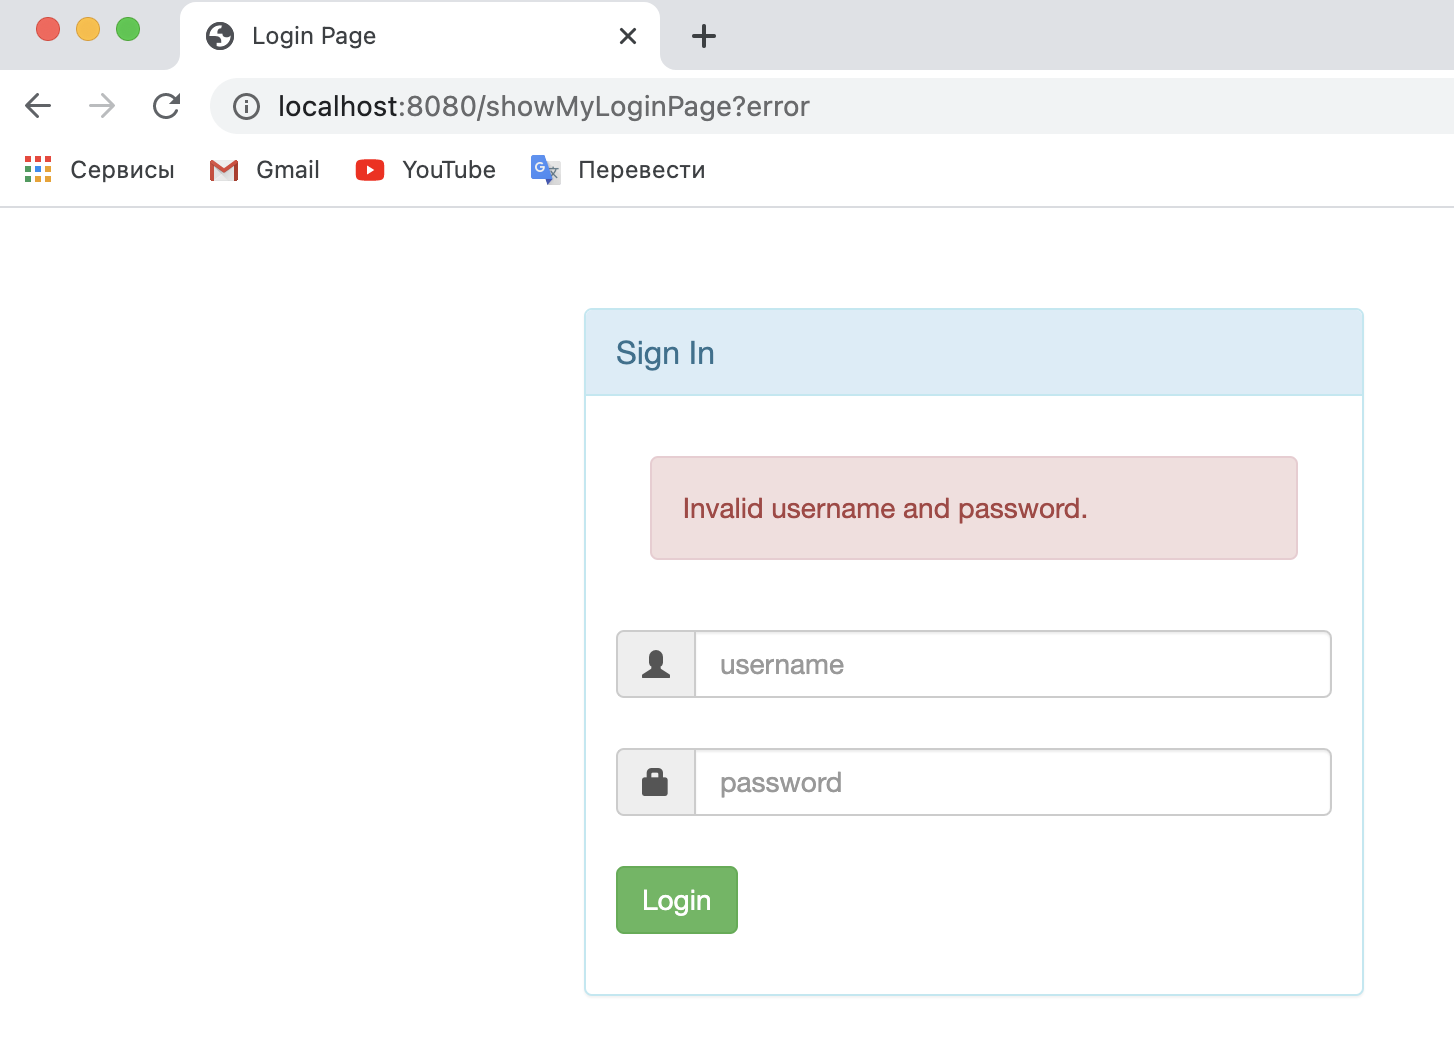 Login Page
localhost:8080/showMyLoginPage?error
Сервисы Gmail YouTube Перевести
Sign In
Invalid username and password.
username
password
Login